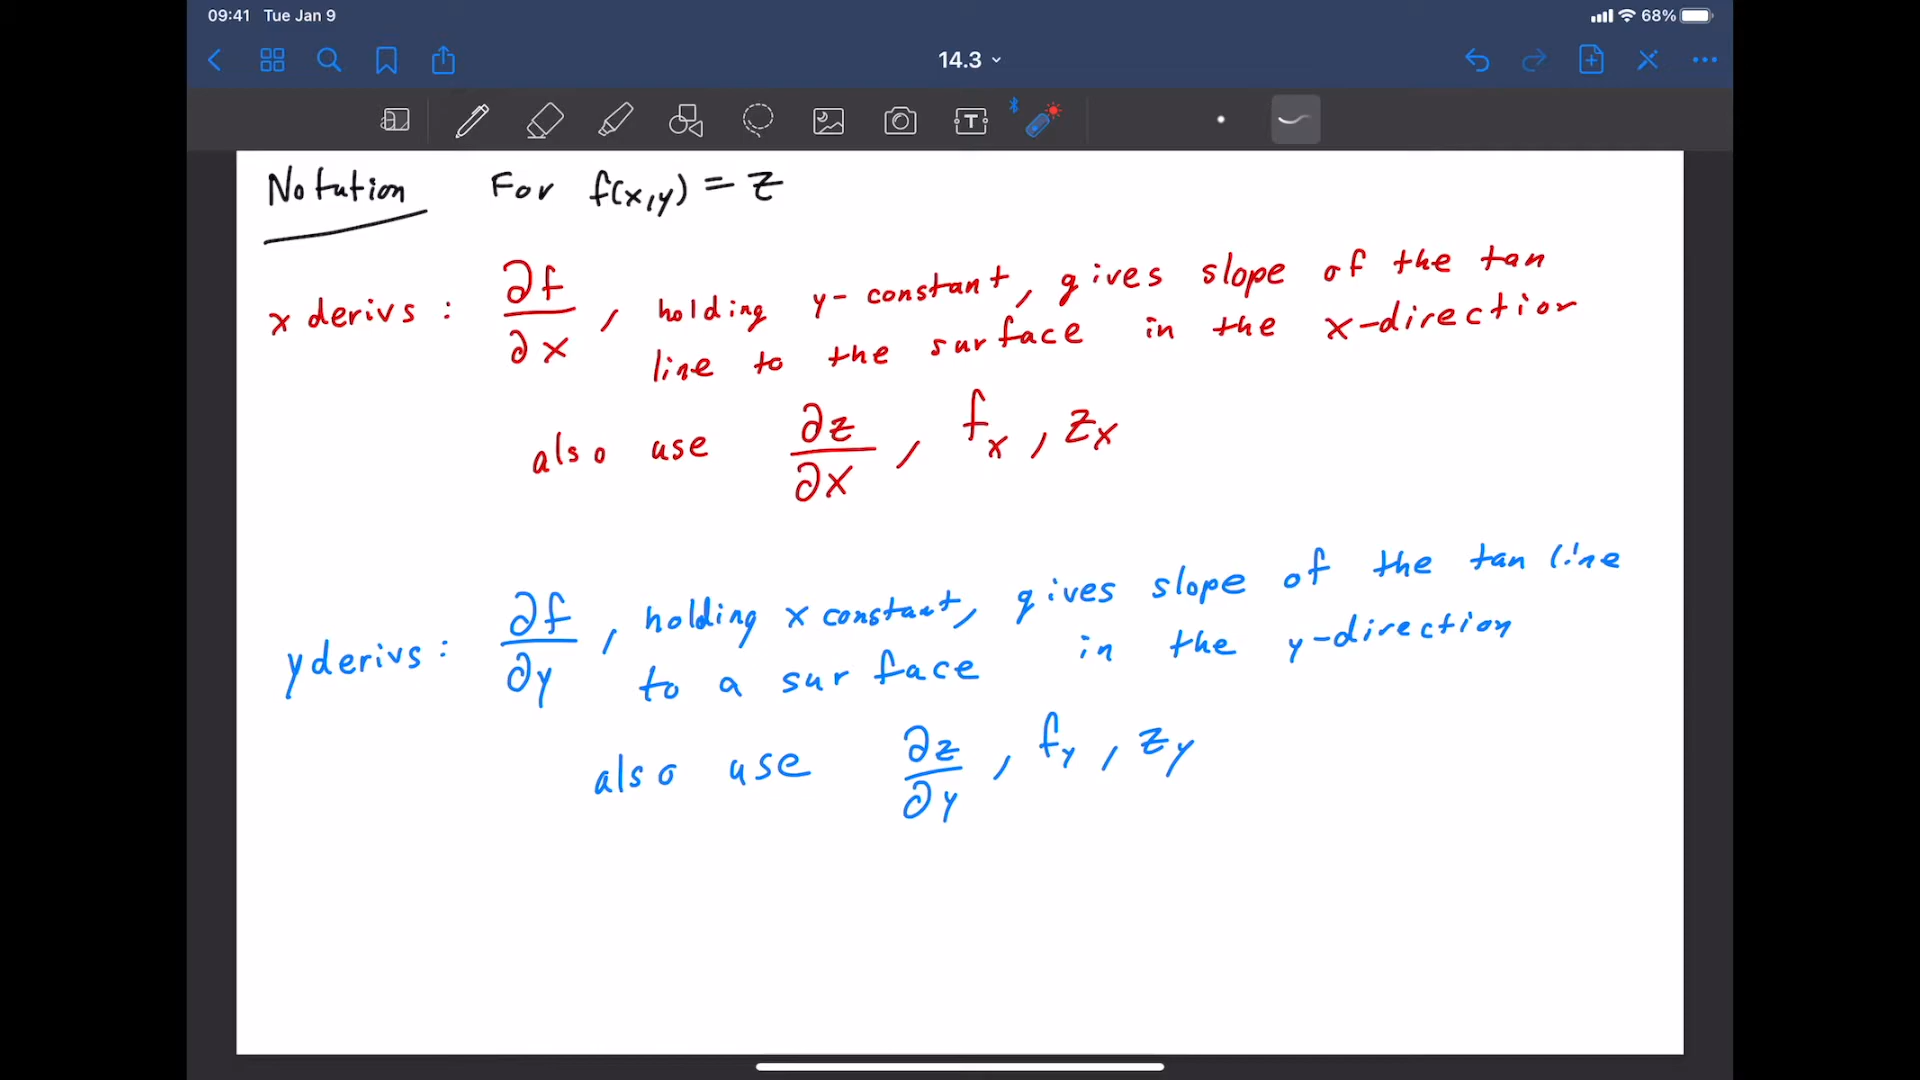 09:41 Tue Jan 9
68%
14.3
Notation For f(x,y) = z
x derivs : ∂f/∂x , holding y-constant, gives slope of the tan
line to the surface in the x-direction
also use ∂z/∂x , fx , zx
y derivs : ∂f/∂y , holding x constant, gives slope of the tan line
to a surface in the y-direction
also use ∂z/∂y , fy , zy